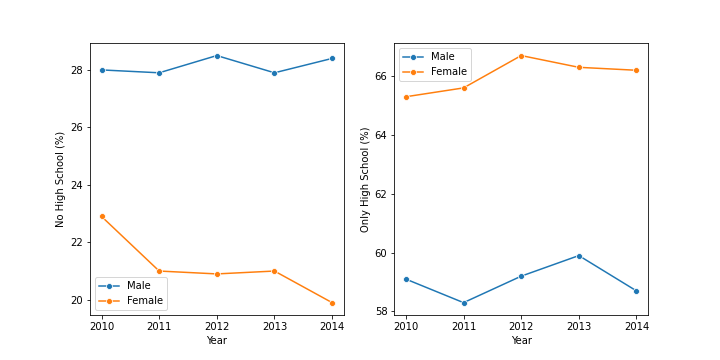 No High School (%)
28
26
24
22
20
Male
Female
2010 2011 2012 2013 2014
Year
Only High School (%)
Male
Female
66
64
62
60
58
2010 2011 2012 2013 2014
Year